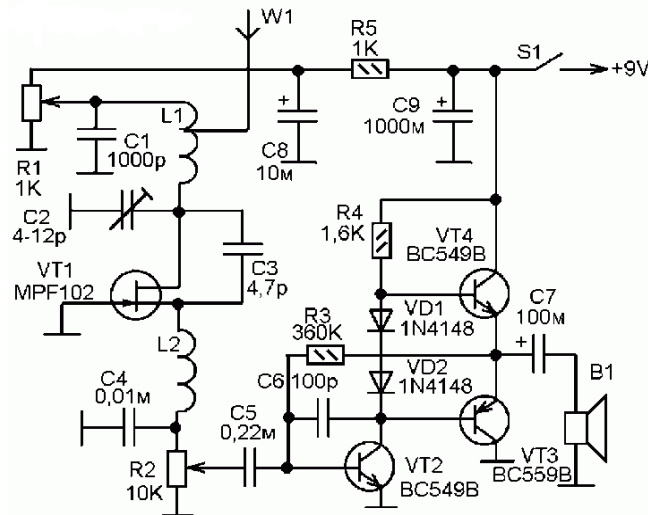 W1
R5
1K
S1
+9V
L1
+
+
R1
1K
C1
1000p
C8
10м
C9
1000м
C2
4-12p
R4
1,6K
VT4
BC549B
VT1
MPF102
C3
4,7p
R3
360K
VD1
1N4148
C7
100м
+
L2
VD2
1N4148
B1
C6 100p
C4
0,01м
C5
0,22м
R2
10K
VT2
BC549B
VT3
BC559B